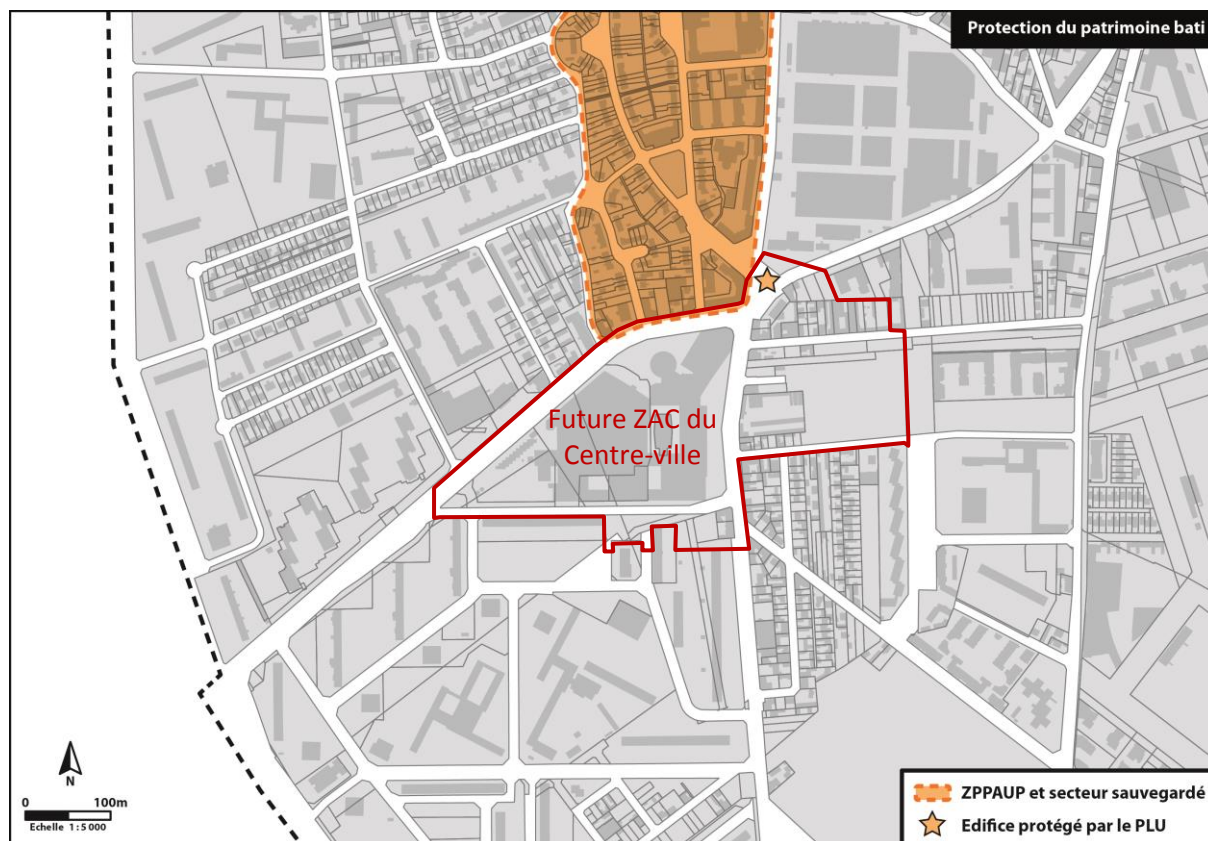 Protection du patrimoine bati
Future ZAC du
Centre-ville
N
0 100m
Echelle 1:5 000
ZPPAUP et secteur sauvegardé
Edifice protégé par le PLU